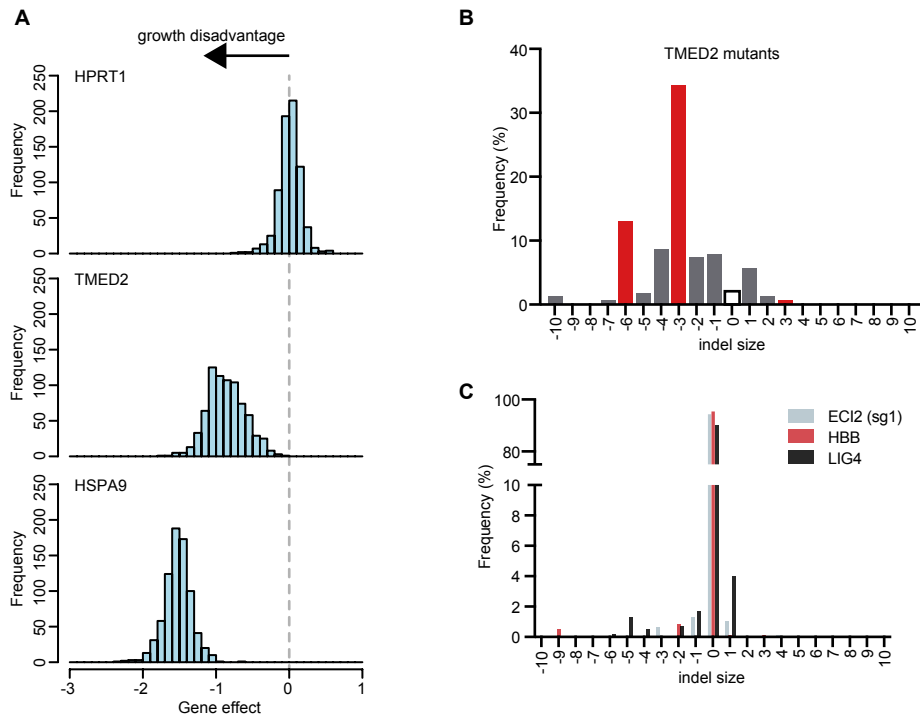 A
growth disadvantage
HPRT1
Frequency
0 50 100 150 200 250
TMED2
Frequency
0 50 100 150 200 250
HSPA9
Frequency
0 50 100 150 200 250
-3 -2 -1 0 1
Gene effect
B
TMED2 mutants
Frequency (%)
40
30
20
10
0
-10 -9 -8 -7 -6 -5 -4 -3 -2 -1 0 1 2 3 4 5 6 7 8 9 10
indel size
C
ECI2 (sg1)
HBB
LIG4
Frequency (%)
100
80
10
8
6
4
2
0
-10 -9 -8 -7 -6 -5 -4 -3 -2 -1 0 1 2 3 4 5 6 7 8 9 10
indel size